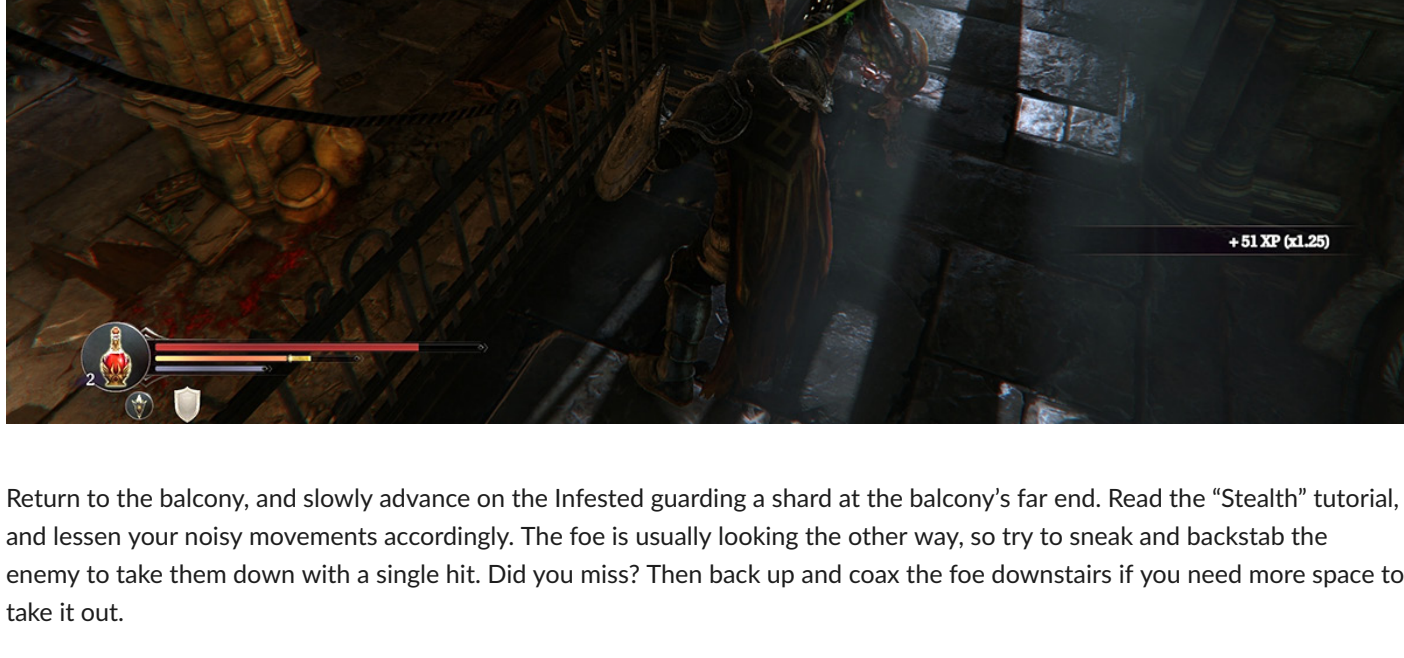 + 51 XP (x1.25)
2
Return to the balcony, and slowly advance on the Infested guarding a shard at the balcony’s far end. Read the “Stealth” tutorial,
and lessen your noisy movements accordingly. The foe is usually looking the other way, so try to sneak and backstab the
enemy to take them down with a single hit. Did you miss? Then back up and coax the foe downstairs if you need more space to
take it out.